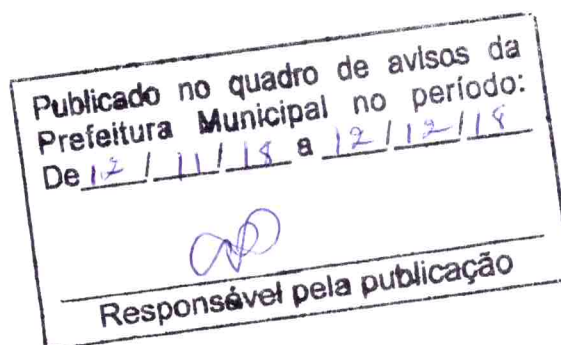 Publicado no quadro de avisos da
Prefeitura Municipal no período:
De 12 / 11 / 18 a 12 / 12 / 18
Responsável pela publicação